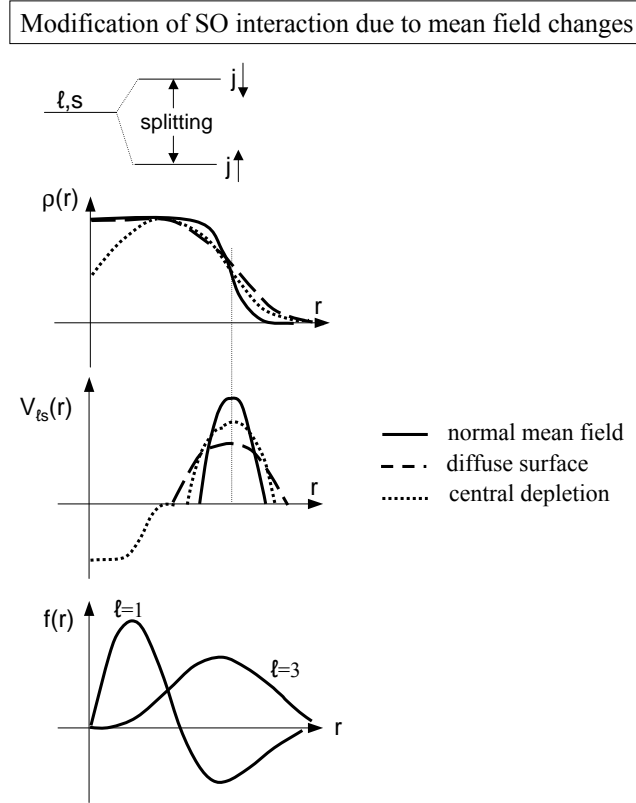 Modification of SO interaction due to mean field changes
ℓ,s
j↓
splitting
j↑
ρ(r)
r
Vℓs(r)
r
normal mean field
diffuse surface
central depletion
f(r)
ℓ=1
ℓ=3
r